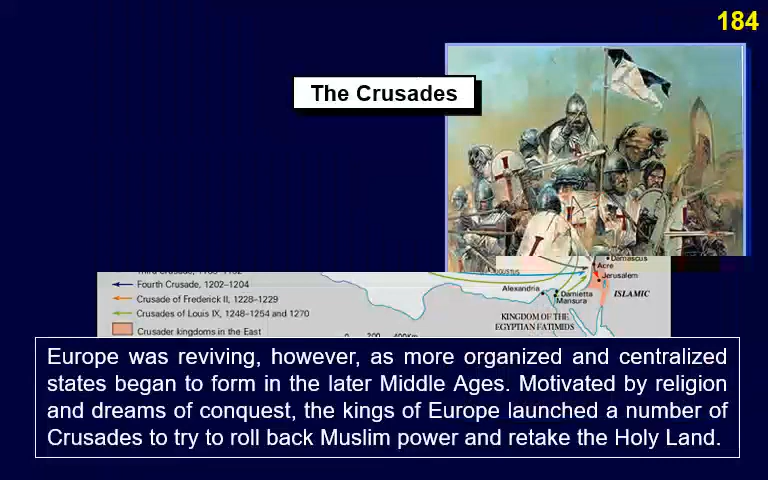 184
The Crusades
Damascus
Acre
Jerusalem
Fourth Crusade, 1202–1204
Alexandria
Damietta
ISLAMIC
Crusade of Frederick II, 1228–1229
Mansura
Crusades of Louis IX, 1248–1254 and 1270
KINGDOM OF THE
EGYPTIAN FATIMIDS
Crusader kingdoms in the East
Europe was reviving, however, as more organized and centralized
states began to form in the later Middle Ages. Motivated by religion
and dreams of conquest, the kings of Europe launched a number of
Crusades to try to roll back Muslim power and retake the Holy Land.